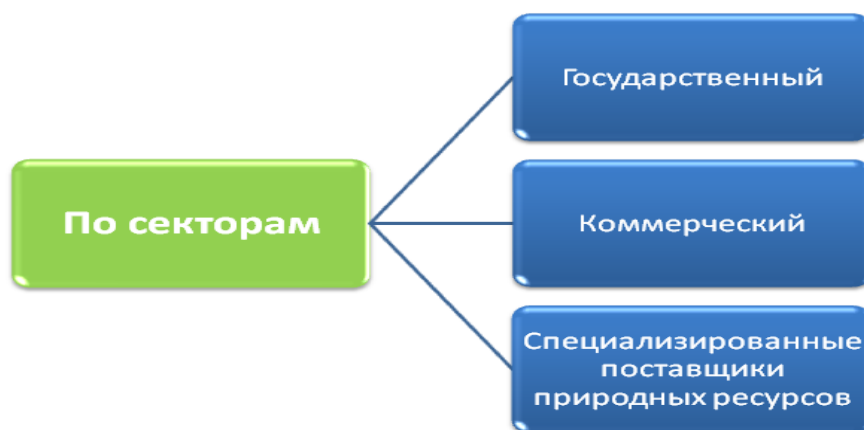 По секторам
Государственный
Коммерческий
Специализированные
поставщики
природных ресурсов